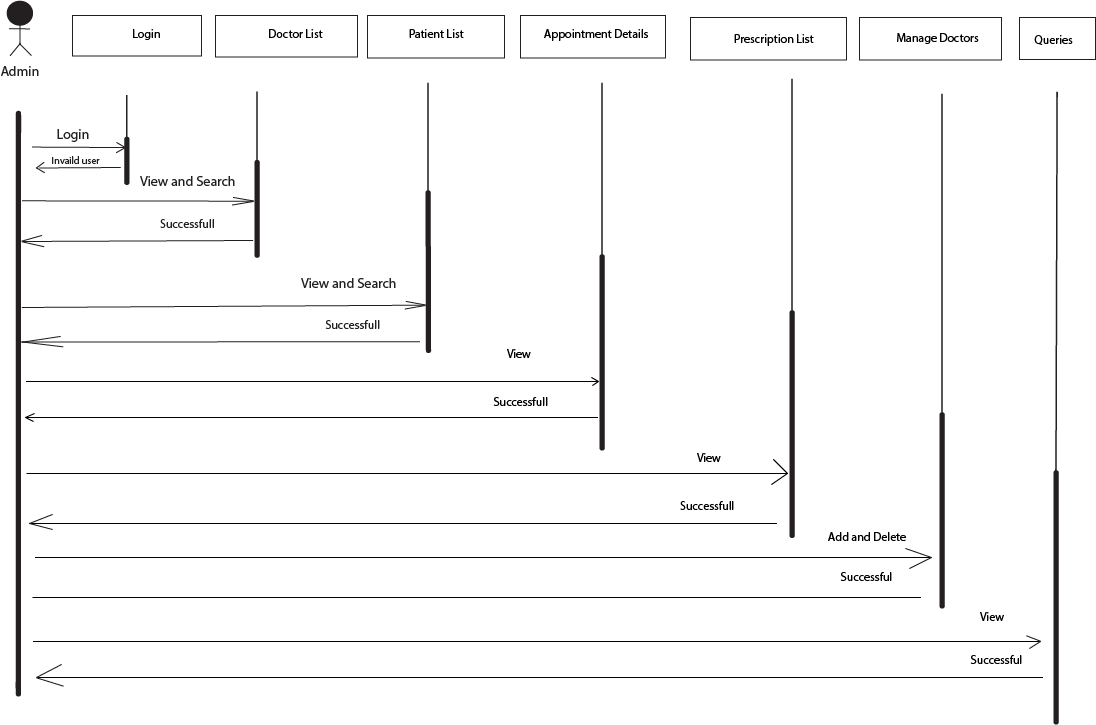 Login
Doctor List
Patient List
Appointment Details
Prescription List
Manage Doctors
Queries
Admin
Login
Invaild user
View and Search
Successfull
View and Search
Successfull
View
Successfull
View
Successfull
Add and Delete
Successful
View
Successful